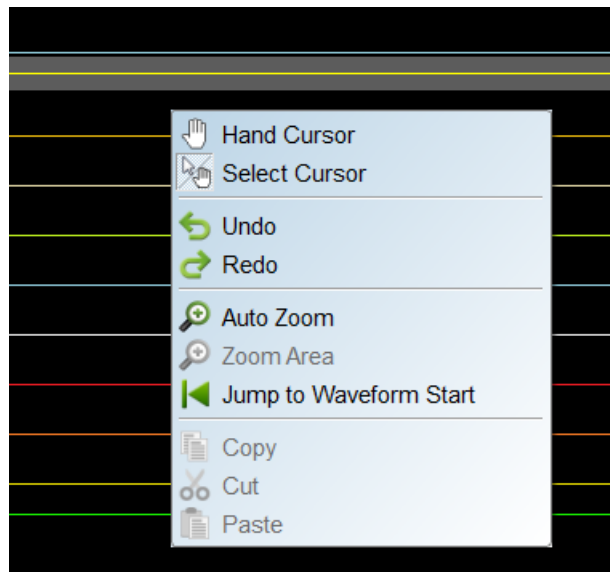 Hand Cursor
Select Cursor
Undo
Redo
Auto Zoom
Zoom Area
Jump to Waveform Start
Copy
Cut
Paste